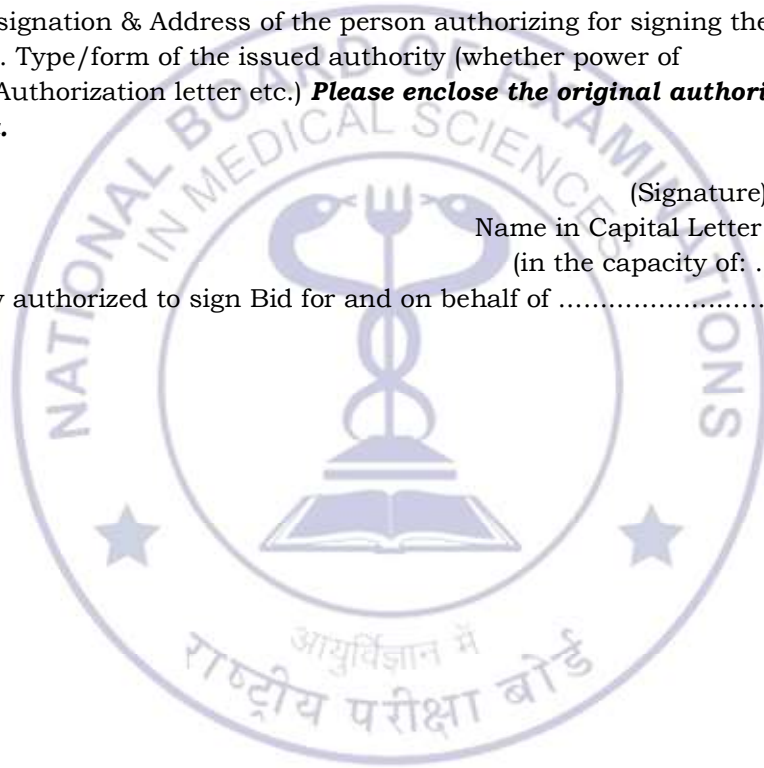 signation & Address of the person authorizing for signing the
. Type/form of the issued authority (whether power of
Authorization letter etc.) Please enclose the original authori
(Signature)
Name in Capital Letter
(in the capacity of: ..
y authorized to sign Bid for and on behalf of ..........................
NATIONAL BOARD OF EXAMINATIONS
IN MEDICAL SCIENCES
आयुर्विज्ञान में
राष्ट्रीय परीक्षा बोर्ड